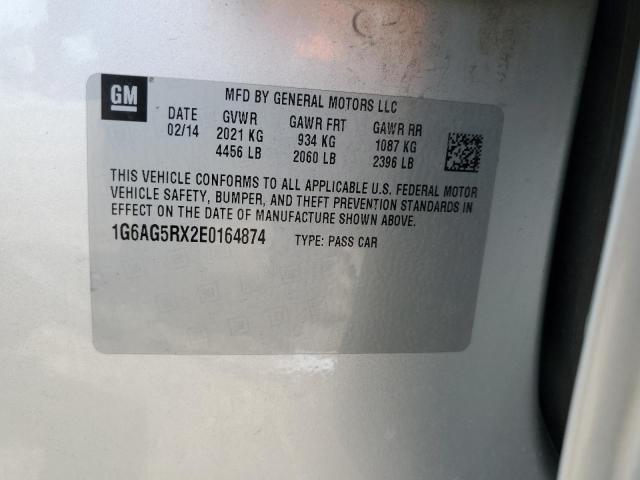 GM
MFD BY GENERAL MOTORS LLC
DATE GVWR GAWR FRT GAWR RR
02/14 2021 KG 934 KG 1087 KG
4456 LB 2060 LB 2396 LB
THIS VEHICLE CONFORMS TO ALL APPLICABLE U.S. FEDERAL MOTOR
VEHICLE SAFETY, BUMPER, AND THEFT PREVENTION STANDARDS IN
EFFECT ON THE DATE OF MANUFACTURE SHOWN ABOVE.
1G6AG5RX2E0164874 TYPE: PASS CAR